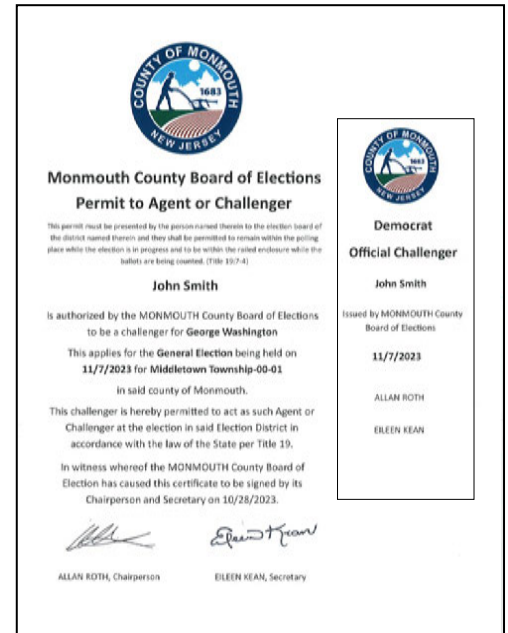 COUNTY OF MONMOUTH
1683
NEW JERSEY
Monmouth County Board of Elections
Permit to Agent or Challenger
This permit must be presented by the person named therein to the election board of
the district named therein and they shall be permitted to remain within the polling
place while the election is in progress and to be within the railed enclosure while the
ballots are being counted. (Title 19:7-4)
John Smith
is authorized by the MONMOUTH County Board of Elections
to be a challenger for George Washington
This applies for the General Election being held on
11/7/2023 for Middletown Township-00-01
in said county of Monmouth.
This challenger is hereby permitted to act as such Agent or
Challenger at the election in said Election District in
accordance with the law of the State per Title 19.
In witness whereof the MONMOUTH County Board of
Election has caused this certificate to be signed by its
Chairperson and Secretary on 10/28/2023.
Eileen Kean
ALLAN ROTH, Chairperson
EILEEN KEAN, Secretary
COUNTY OF MONMOUTH
1683
NEW JERSEY
Democrat
Official Challenger
John Smith
Issued by MONMOUTH County
Board of Elections
11/7/2023
ALLAN ROTH
EILEEN KEAN